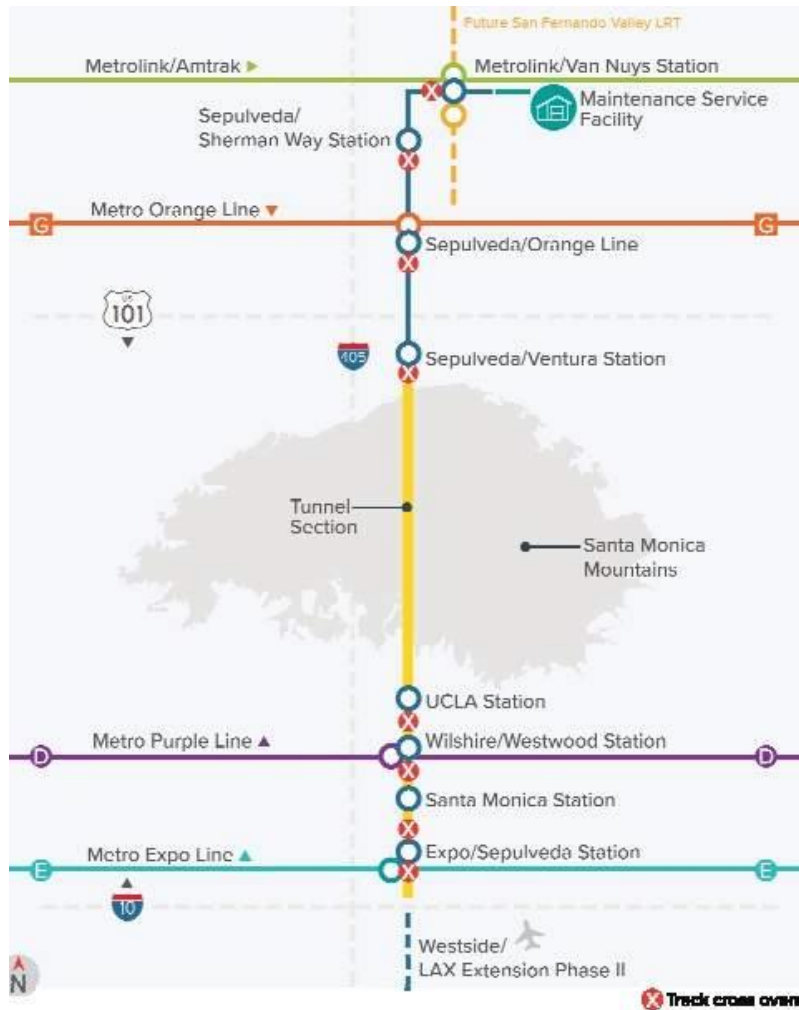 Future San Fernando Valley LRT
Metrolink/Amtrak
Metrolink/Van Nuys Station
Maintenance Service
Facility
Sepulveda/
Sherman Way Station
X
X
Metro Orange Line
G
G
Sepulveda/Orange Line
X
US
101
405
Sepulveda/Ventura Station
X
Tunnel
Section
Santa Monica
Mountains
UCLA Station
X
Metro Purple Line
Wilshire/Westwood Station
D
D
X
Santa Monica Station
X
Metro Expo Line
Expo/Sepulveda Station
E
E
X
10
Westside/
LAX Extension Phase II
N
X Track cross overs